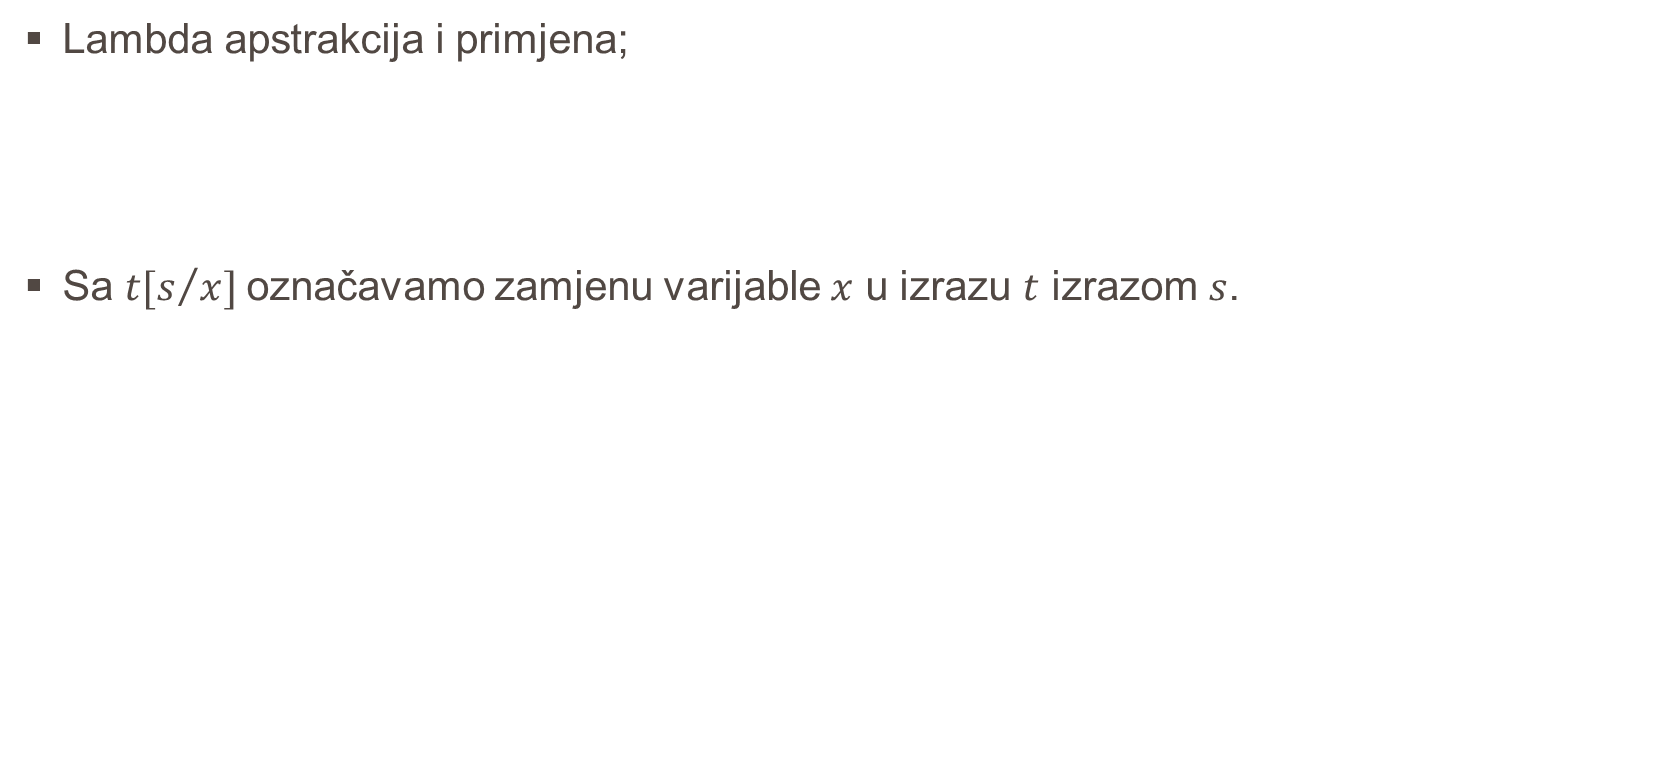 ▪ Lambda apstrakcija i primjena;
▪ Sa 𝑡[𝑠/𝑥] označavamo zamjenu varijable 𝑥 u izrazu 𝑡 izrazom 𝑠.